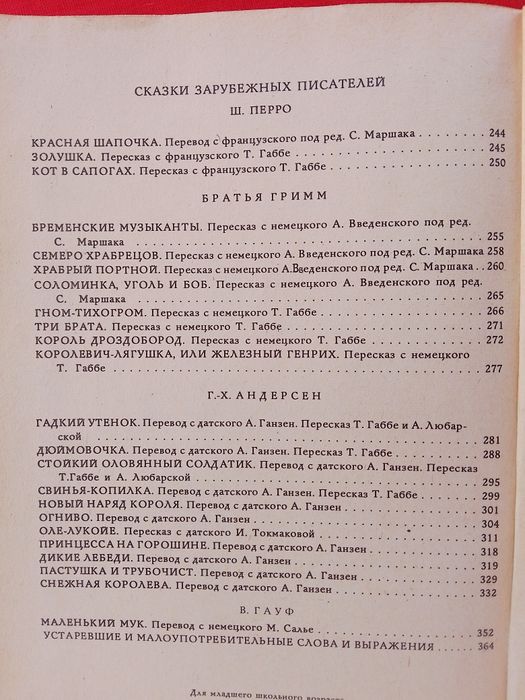 СКАЗКИ ЗАРУБЕЖНЫХ ПИСАТЕЛЕЙ
Ш. ПЕРРО
КРАСНАЯ ШАПОЧКА. Перевод с французского под ред. С. Маршака . . . . . . . . 244
ЗОЛУШКА. Пересказ с французского Т. Габбе . . . . . . . . . . . . . . . . 245
КОТ В САПОГАХ. Пересказ с французского Т. Габбе . . . . . . . . . . . . . 250
БРАТЬЯ ГРИММ
БРЕМЕНСКИЕ МУЗЫКАНТЫ. Пересказ с немецкого А. Введенского под ред.
С. Маршака . . . . . . . . . . . . . . . . . . . . . . . . . . . . . . 255
СЕМЕРО ХРАБРЕЦОВ. Пересказ с немецкого А. Введенского под ред. С. Маршака 258
ХРАБРЫЙ ПОРТНОЙ. Пересказ с немецкого А.Введенского под ред. С. Маршака . . 260
СОЛОМИНКА, УГОЛЬ И БОБ. Пересказ с немецкого А. Введенского под ред.
С. Маршака . . . . . . . . . . . . . . . . . . . . . . . . . . . . . . 265
ГНОМ-ТИХОГРОМ. Пересказ с немецкого Т. Габбе . . . . . . . . . . . . . . 266
ТРИ БРАТА. Пересказ с немецкого Т. Габбе . . . . . . . . . . . . . . . . 271
КОРОЛЬ ДРОЗДОБОРОД. Пересказ с немецкого Т. Габбе . . . . . . . . . . . . 272
КОРОЛЕВИЧ-ЛЯГУШКА, ИЛИ ЖЕЛЕЗНЫЙ ГЕНРИХ. Пересказ с немецкого
Т. Габбе . . . . . . . . . . . . . . . . . . . . . . . . . . . . . . . 277
Г.-Х. АНДЕРСЕН
ГАДКИЙ УТЕНОК. Перевод с датского А. Ганзен. Пересказ Т. Габбе и А. Любар-
ской . . . . . . . . . . . . . . . . . . . . . . . . . . . . . . . . . 281
ДЮЙМОВОЧКА. Перевод с датского А. Ганзен. Пересказ Т. Габбе . . . . . . . 288
СТОЙКИЙ ОЛОВЯННЫЙ СОЛДАТИК. Перевод с датского А. Ганзен. Пересказ
Т.Габбе и А. Любарской . . . . . . . . . . . . . . . . . . . . . . . . 295
СВИНЬЯ-КОПИЛКА. Перевод с датского А. Ганзен. Пересказ Т. Габбе . . . . . 299
НОВЫЙ НАРЯД КОРОЛЯ. Перевод с датского А. Ганзен . . . . . . . . . . . . 301
ОГНИВО. Перевод с датского А. Ганзен . . . . . . . . . . . . . . . . . . 304
ОЛЕ-ЛУКОЙЕ. Пересказ с датского И. Токмаковой . . . . . . . . . . . . . . 311
ПРИНЦЕССА НА ГОРОШИНЕ. Перевод с датского А. Ганзен . . . . . . . . . . . 318
ДИКИЕ ЛЕБЕДИ. Перевод с датского А. Ганзен . . . . . . . . . . . . . . . 319
ПАСТУШКА И ТРУБОЧИСТ. Перевод с датского А. Ганзен . . . . . . . . . . . 329
СНЕЖНАЯ КОРОЛЕВА. Перевод с датского А. Ганзен . . . . . . . . . . . . . 332
В. ГАУФ
МАЛЕНЬКИЙ МУК. Перевод с немецкого М. Салье . . . . . . . . . . . . . . . 352
УСТАРЕВШИЕ И МАЛОУПОТРЕБИТЕЛЬНЫЕ СЛОВА И ВЫРАЖЕНИЯ . . . . . . 364
Для младшего школьного возраста